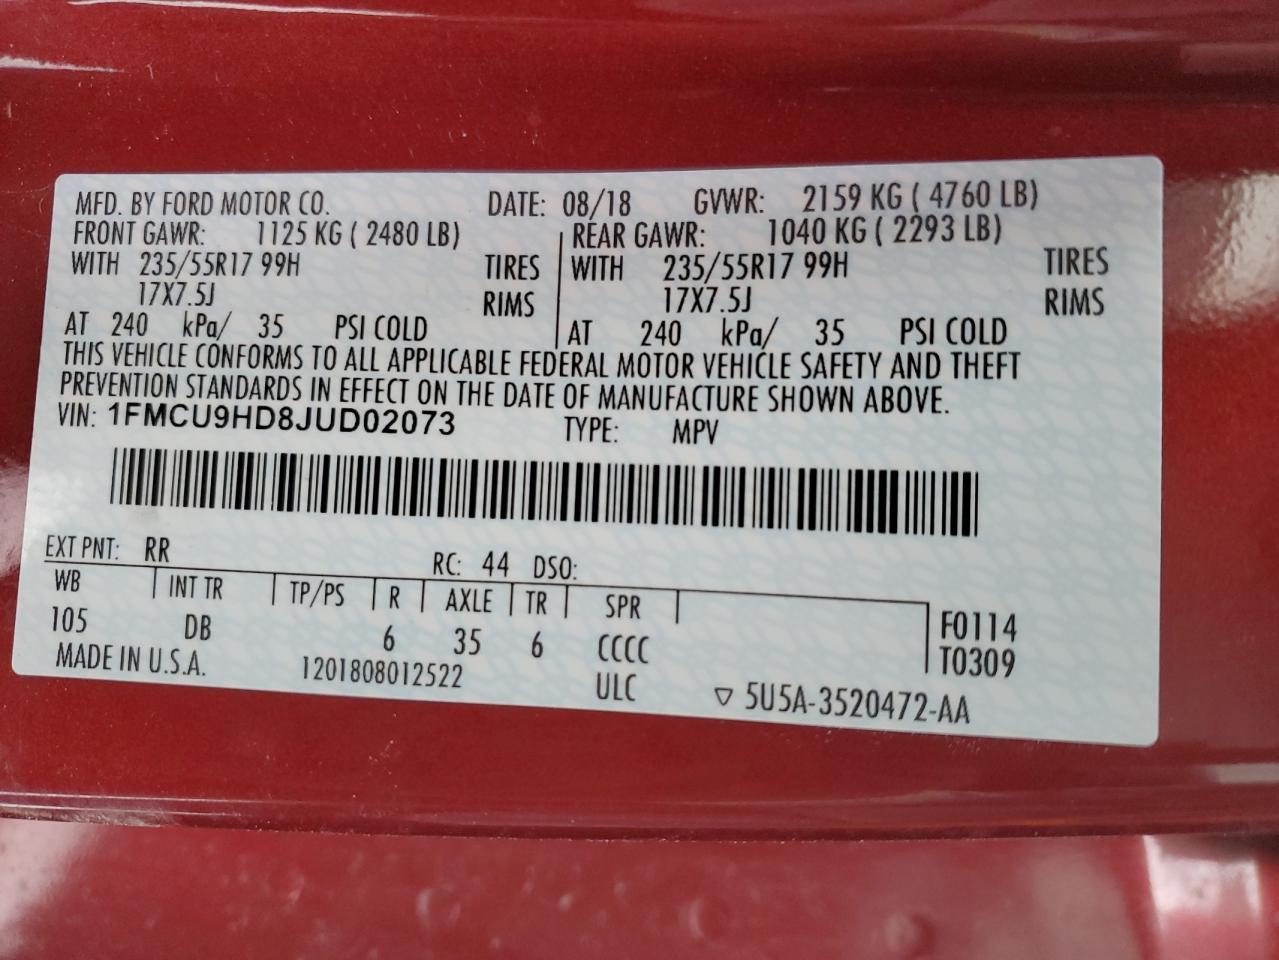 MFD. BY FORD MOTOR CO. DATE: 08/18 GVWR: 2159 KG ( 4760 LB)
FRONT GAWR: 1125 KG ( 2480 LB) REAR GAWR: 1040 KG ( 2293 LB)
WITH 235/55R17 99H TIRES WITH 235/55R17 99H TIRES
17X7.5J RIMS 17X7.5J RIMS
AT 240 kPa/ 35 PSI COLD AT 240 kPa/ 35 PSI COLD
THIS VEHICLE CONFORMS TO ALL APPLICABLE FEDERAL MOTOR VEHICLE SAFETY AND THEFT
PREVENTION STANDARDS IN EFFECT ON THE DATE OF MANUFACTURE SHOWN ABOVE.
VIN: 1FMCU9HD8JUD02073 TYPE: MPV
EXT PNT: RR RC: 44 DSO:
WB INT TR TP/PS R AXLE TR SPR F0114
105 DB 6 35 6 CCCC T0309
MADE IN U.S.A. 1201808012522 ULC ▽ 5U5A-3520472-AA